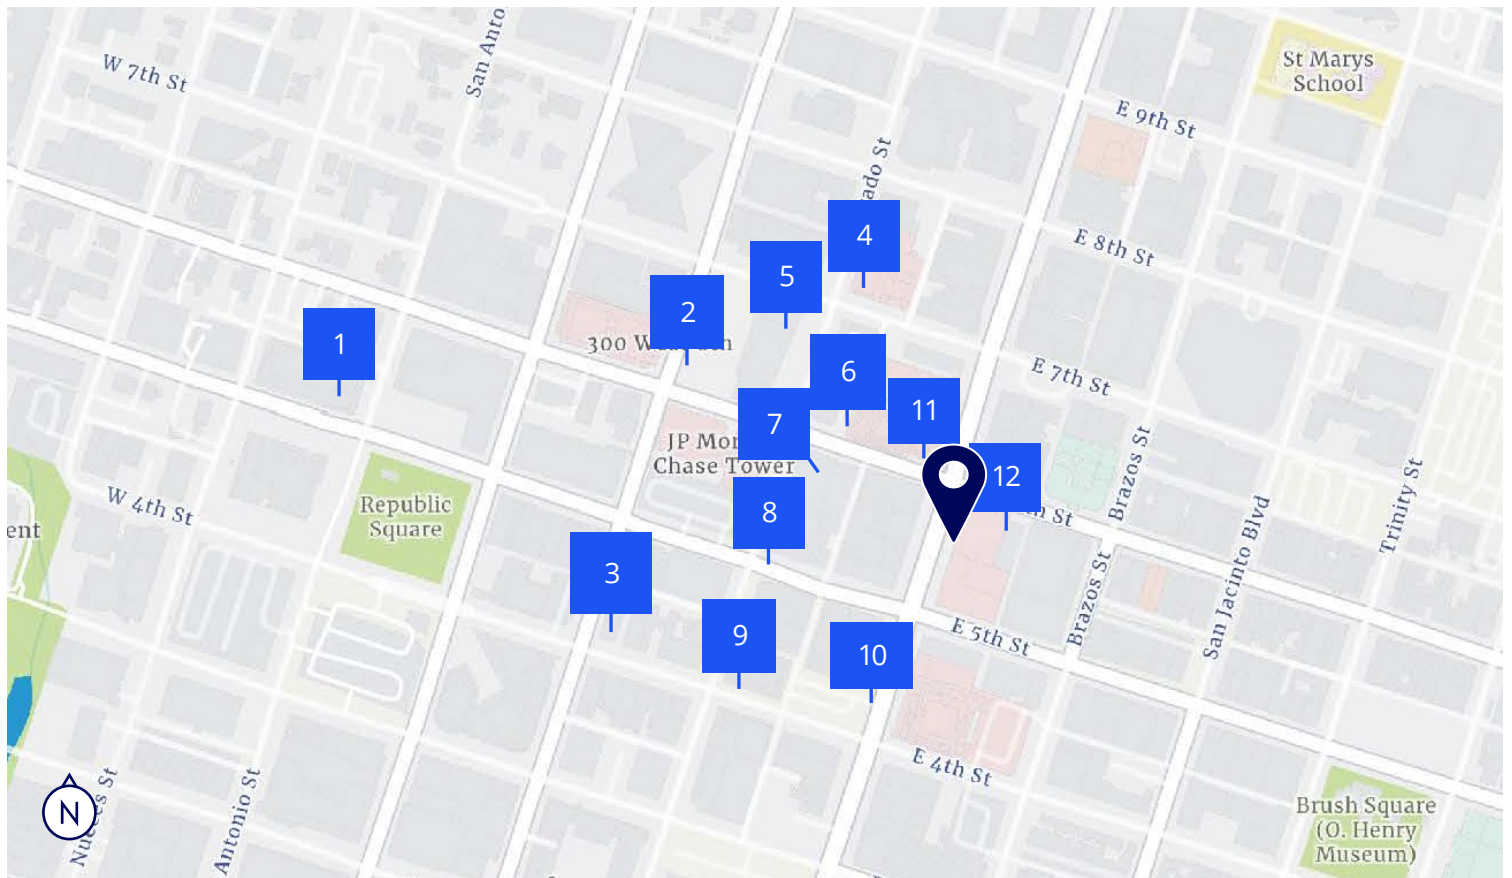 St Marys
School
W 7th St
San Anto
E 9th St
ado St
4
E 8th St
5
2
300 W
n
1
E 7th St
6
11
7
JP Mor
Chase Tower
12
Brazos St
Trinity St
W 4th St
Republic
Square
ent
8
h St
San Jacinto Blvd
3
Brazos St
9
10
E 5th St
E 4th St
N
Nueces St
Antonio St
Brush Square
(O. Henry
Museum)